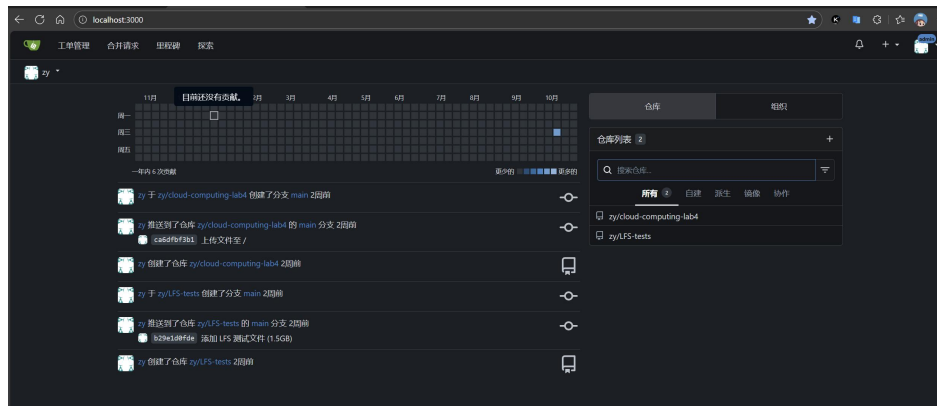 localhost:3000
工单管理 合并请求 里程碑 探索
admin
zy
11月 2月 3月 4月 5月 6月 7月 8月 9月 10月
目前还没有贡献。
周一
周三
周五
一年内 6 次贡献 更少的 更多的
zy 于 zy/cloud-computing-lab4 创建了分支 main 2周前
zy 推送到了仓库 zy/cloud-computing-lab4 的 main 分支 2周前
ca6dfbf3b1 上传文件至 /
zy 创建了仓库 zy/cloud-computing-lab4 2周前
zy 于 zy/LFS-tests 创建了分支 main 2周前
zy 推送到了仓库 zy/LFS-tests 的 main 分支 2周前
b29e1d0fde 添加 LFS 测试文件 (1.5GB)
zy 创建了仓库 zy/LFS-tests 2周前
仓库 组织
仓库列表 2
搜索仓库...
所有 2 自建 派生 镜像 协作
zy/cloud-computing-lab4
zy/LFS-tests